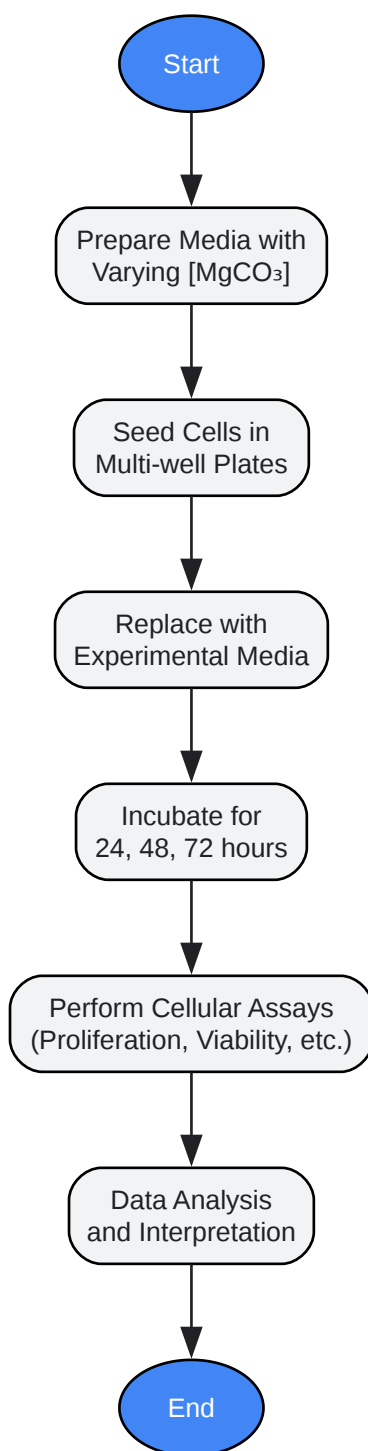 Start
Prepare Media with
Varying [MgCO₃]
Seed Cells in
Multi-well Plates
Replace with
Experimental Media
Incubate for
24, 48, 72 hours
Perform Cellular Assays
(Proliferation, Viability, etc.)
Data Analysis
and Interpretation
End